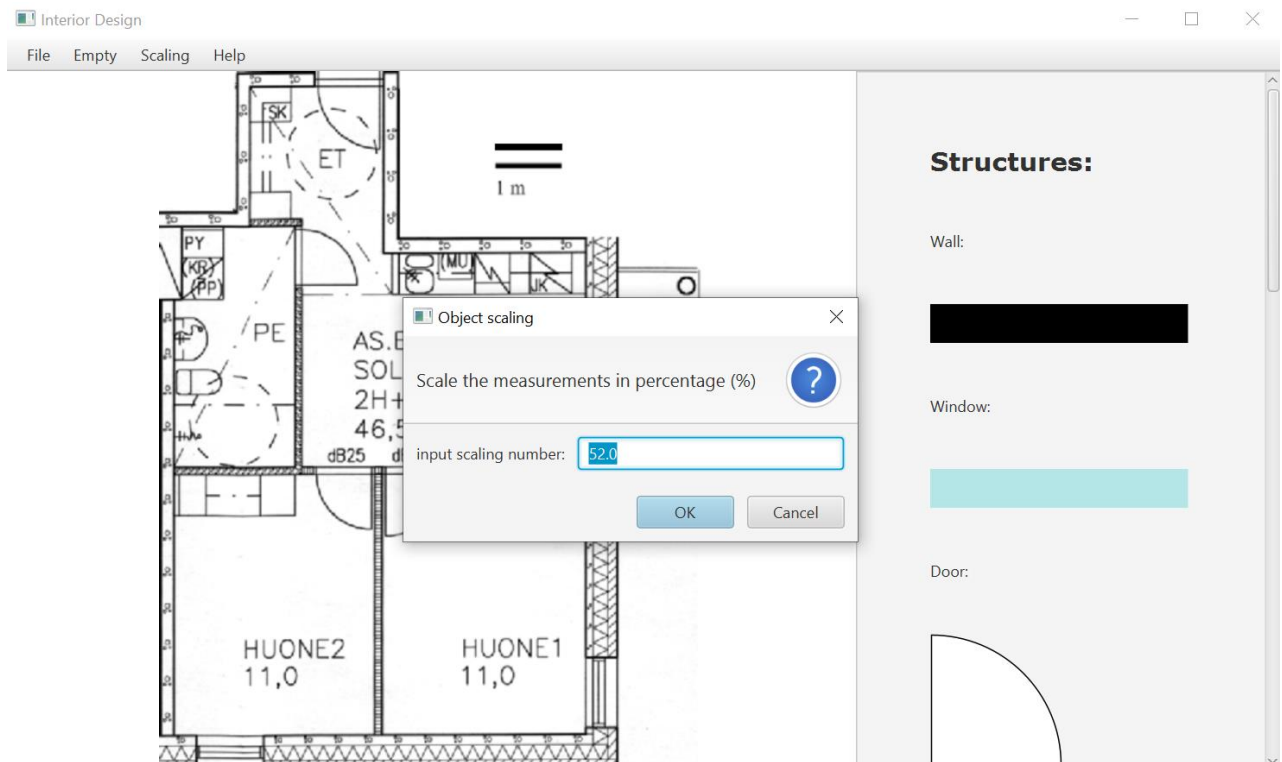 Interior Design
File Empty Scaling Help
SK
ET
1 m
PY
(KR)
(PP)
(MU)
JK
PE
AS.
SOL
2H+
46,5
dB25
Object scaling
Scale the measurements in percentage (%)
?
input scaling number: 52.0
OK Cancel
HUONE2
11,0
HUONE1
11,0
Structures:
Wall:
Window:
Door: